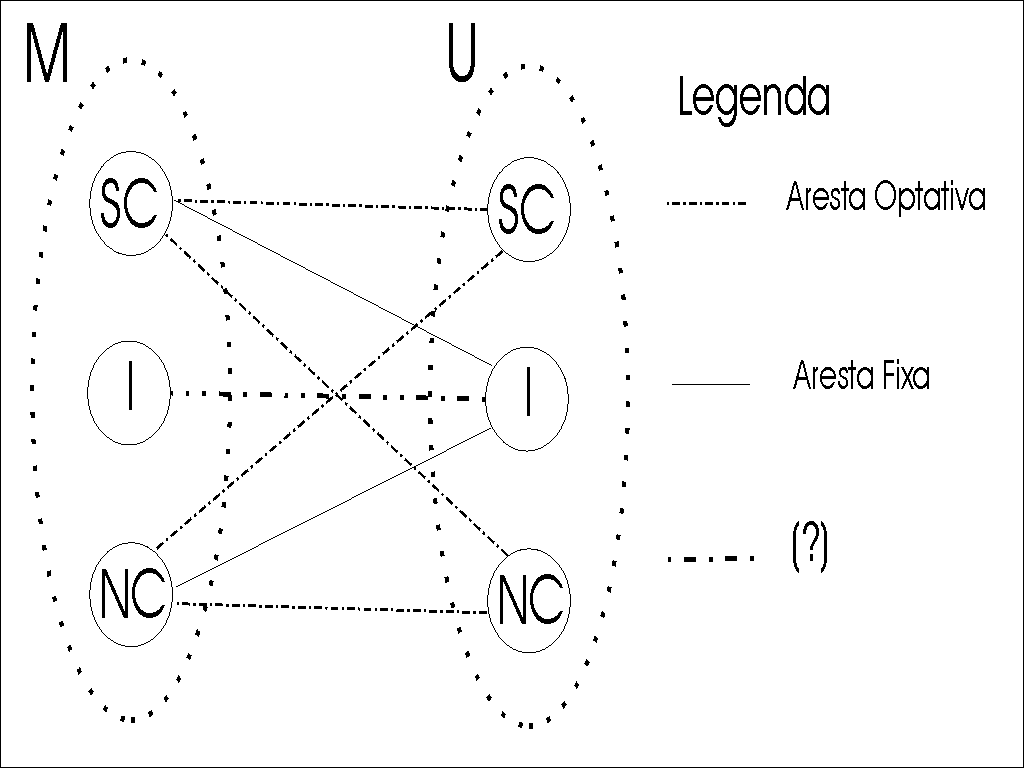 M
U
Legenda
SC
SC
Aresta Optativa
I
I
Aresta Fixa
(?)
NC
NC